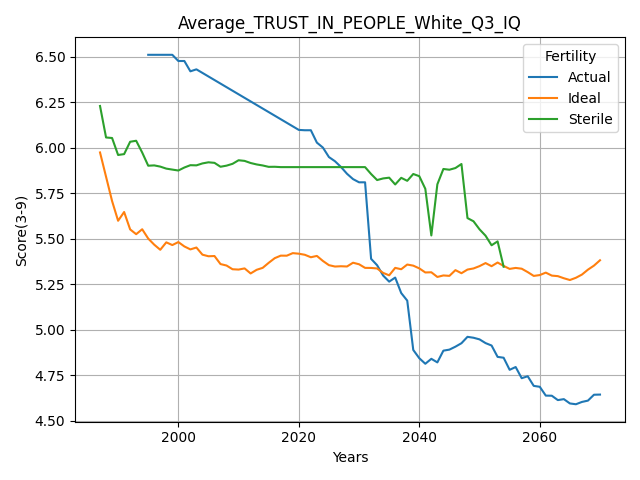 Average_TRUST_IN_PEOPLE_White_Q3_IQ
Fertility
Actual
Ideal
Sterile
Score(3-9)
6.50
6.25
6.00
5.75
5.50
5.25
5.00
4.75
4.50
2000
2020
2040
2060
Years